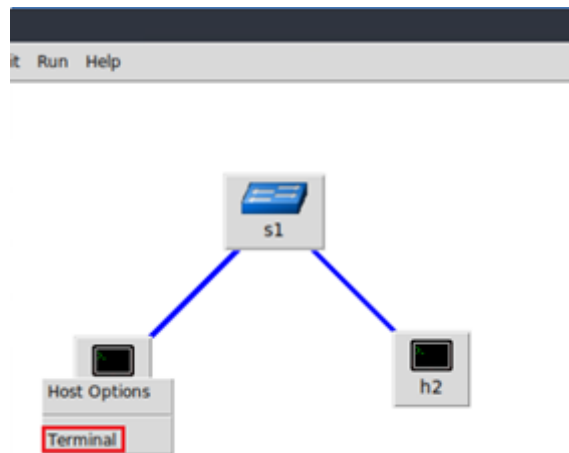 it Run Help
s1
h2
Host Options
Terminal